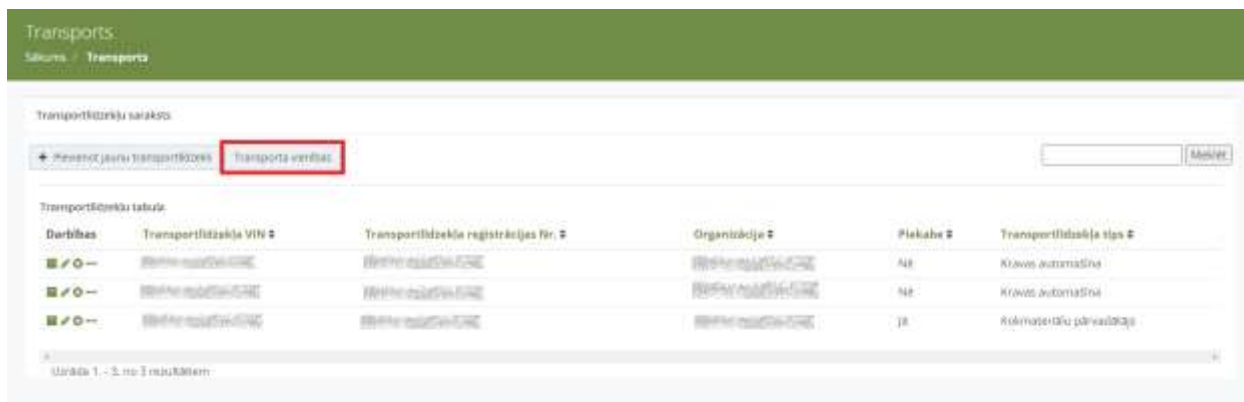 Transports
Sākums / Transports
Transportlīdzekļu saraksts
+ Pievienot jaunu transportlīdzekli Transporta vienības Meklēt
Transportlīdzekļu tabula
Darbības Transportlīdzekļa VIN Transportlīdzekļa reģistrācijas Nr. Organizācija Piekabe Transportlīdzekļa tips
Nē Kravas automašīna
Nē Kravas automašīna
Jā Kokmateriālu pārvadātājs
Uzrāda 1. - 3. no 3 rezultātiem